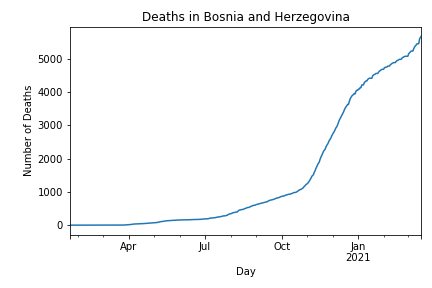 Deaths in Bosnia and Herzegovina
Number of Deaths
5000
4000
3000
2000
1000
0
Apr
Jul
Oct
Jan
2021
Day